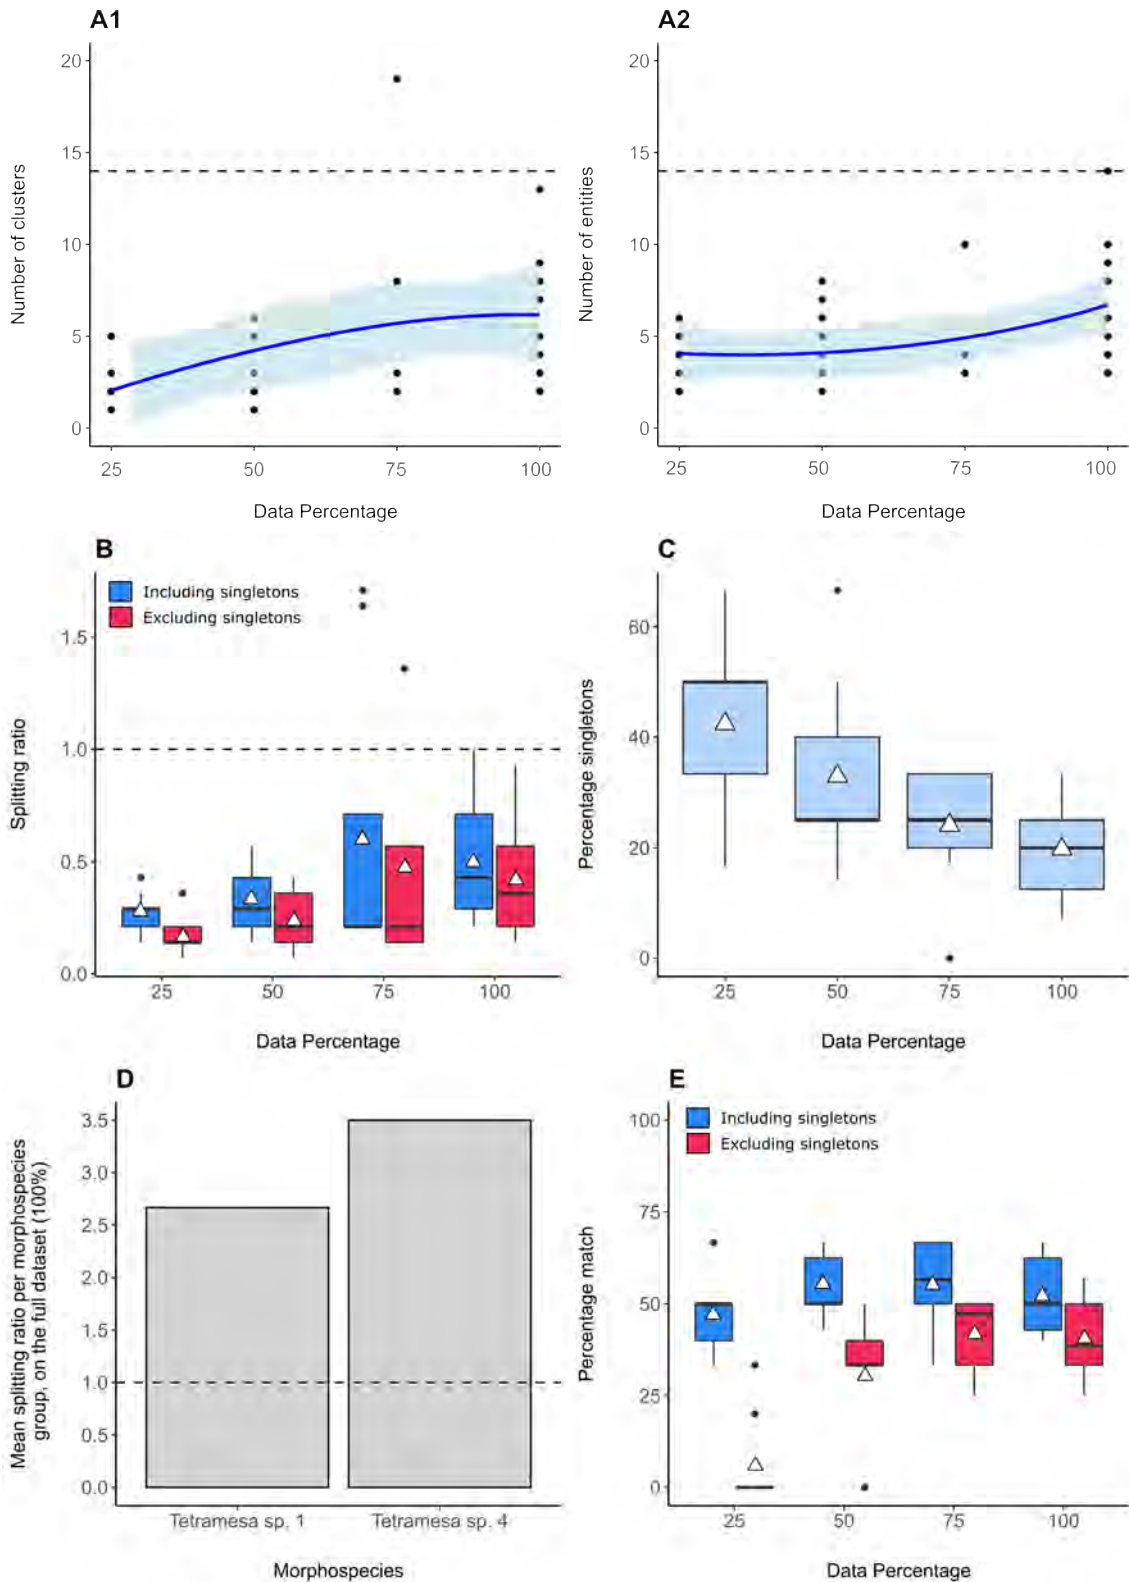 A1
A2
20
15
10
5
0
Number of clusters
25
50
75
100
Data Percentage
20
15
10
5
0
Number of entities
25
50
75
100
Data Percentage
B
Including singletons
Excluding singletons
1.5
1.0
0.5
0.0
Splitting ratio
25
50
75
100
Data Percentage
C
60
40
20
0
Percentage singletons
25
50
75
100
Data Percentage
D
3.5
3.0
2.5
2.0
1.5
1.0
0.5
0.0
Mean splitting ratio per morphospecies
group, on the full dataset (100%)
Tetramesa sp. 1
Tetramesa sp. 4
Morphospecies
E
Including singletons
Excluding singletons
100
75
50
25
0
Percentage match
25
50
75
100
Data Percentage